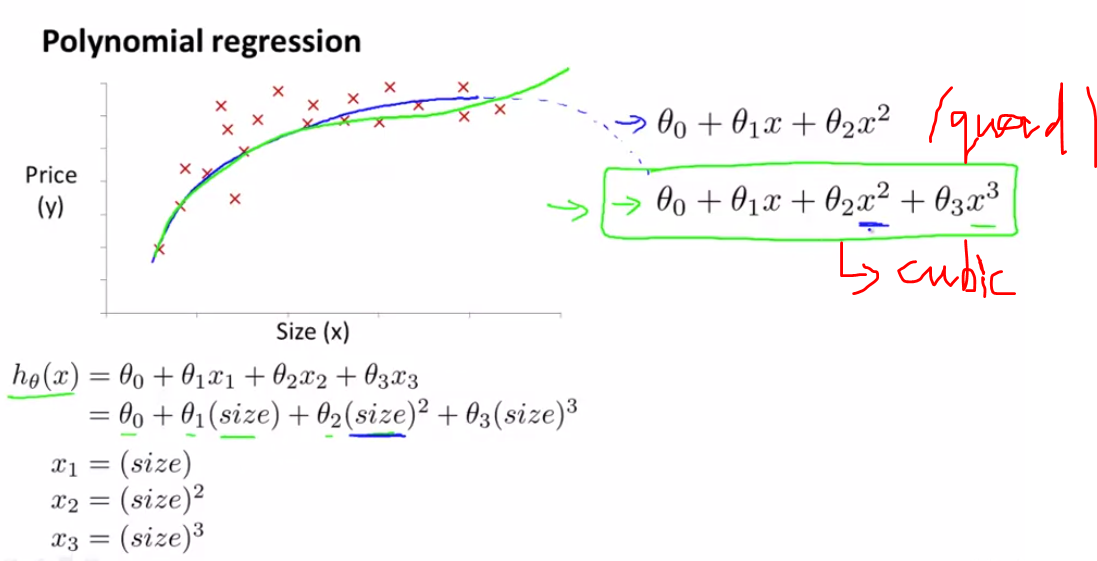 Polynomial regression
Price
(y)
Size (x)
→ θ₀ + θ₁x + θ₂x² (quad)
→ → θ₀ + θ₁x + θ₂x² + θ₃x³
↳ cubic
hθ(x) = θ₀ + θ₁x₁ + θ₂x₂ + θ₃x₃
= θ₀ + θ₁(size) + θ₂(size)² + θ₃(size)³
x₁ = (size)
x₂ = (size)²
x₃ = (size)³